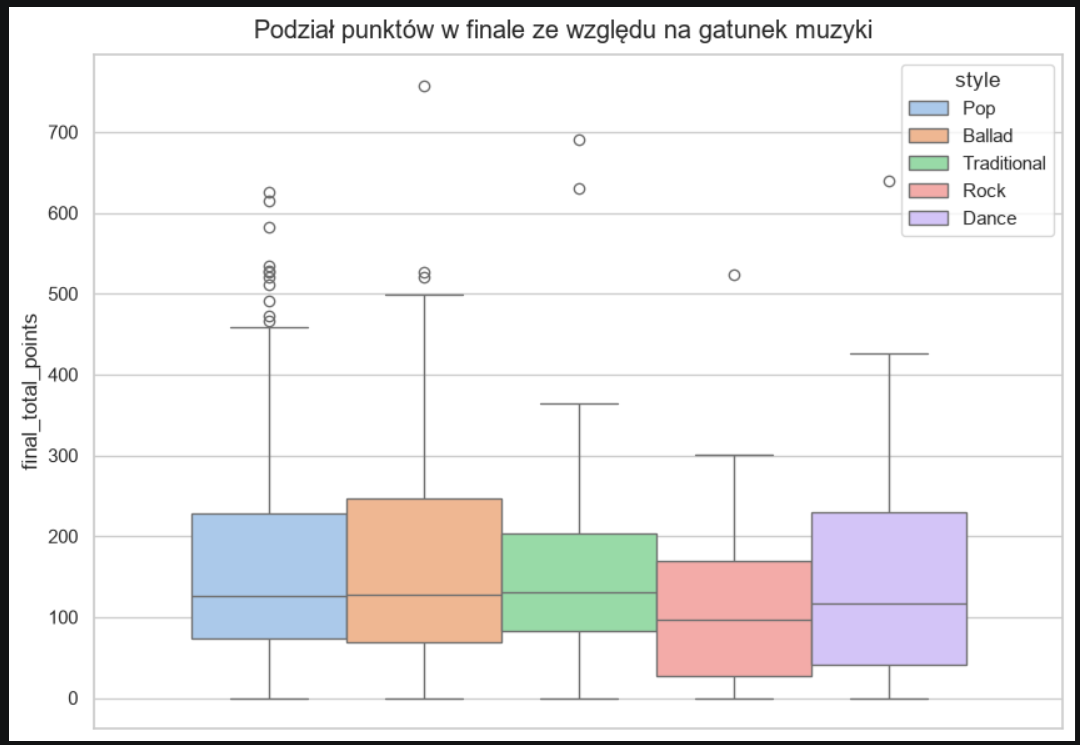 Podział punktów w finale ze względu na gatunek muzyki
style
Pop
Ballad
Traditional
Rock
Dance
final_total_points
700
600
500
400
300
200
100
0